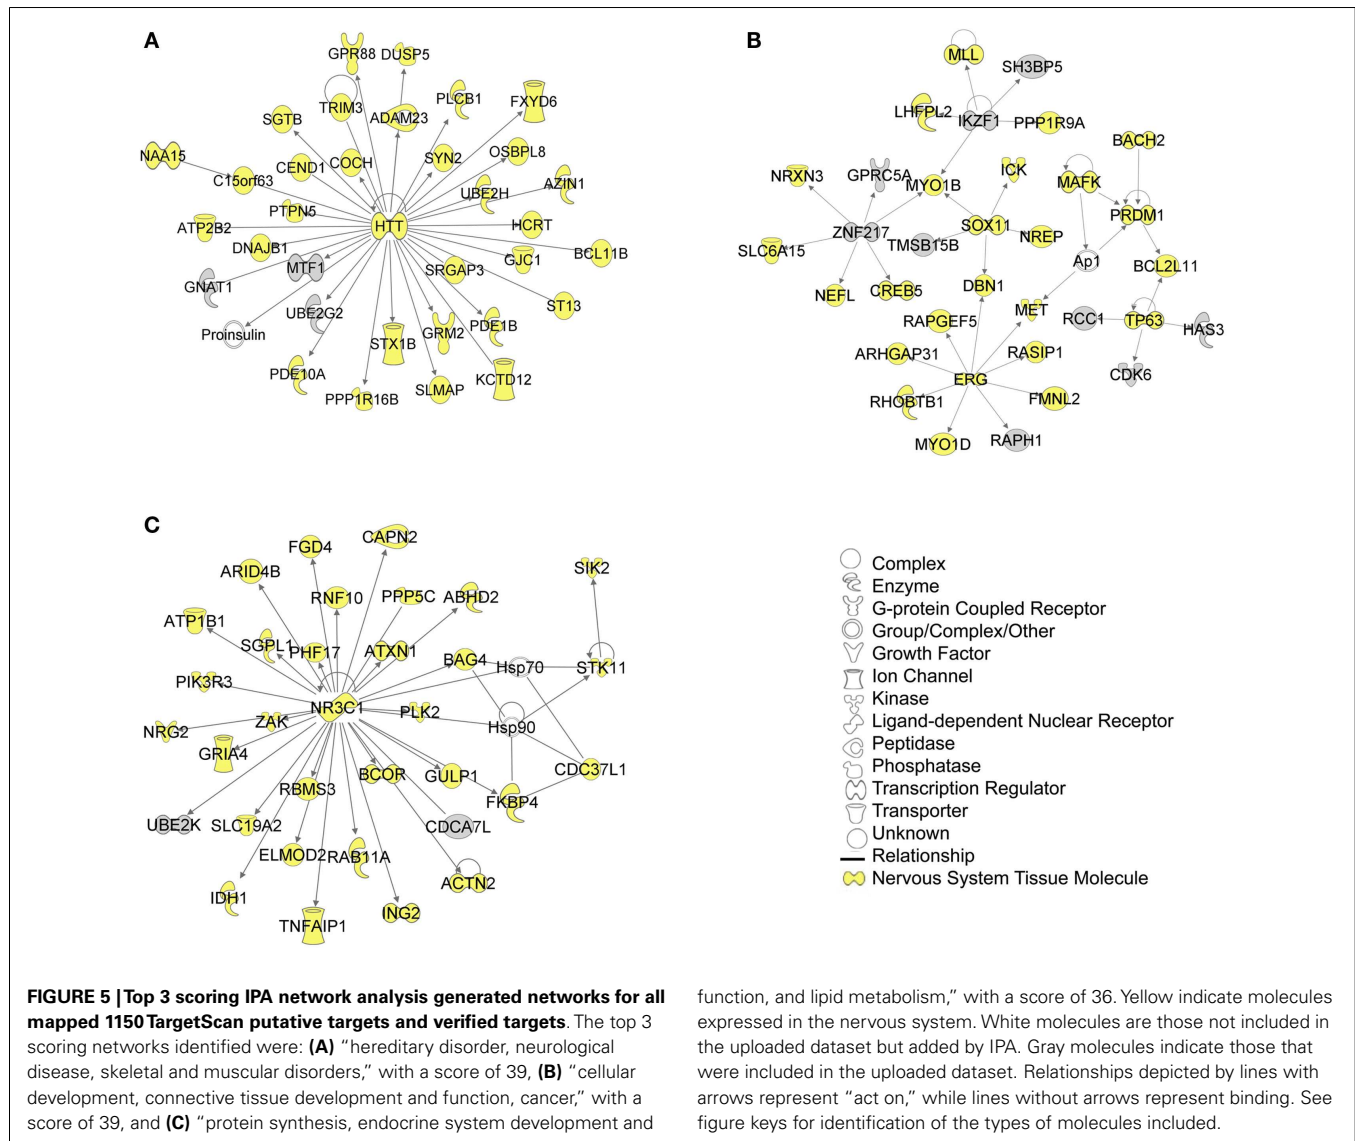 A
GPR88
DUSP5
TRIM3
ADAM23
PLCB1
FXYD6
SGTB
NAA15
CEND1
COCH
SYN2
OSBPL8
C15orf63
UBE2H
AZIN1
PTPN5
ATP2B2
HTT
HCRT
DNAJB1
BCL11B
MTF1
SRGAP3
GJC1
GNAT1
UBE2G2
ST13
Proinsulin
STX1B
GRM2
PDE1B
PDE10A
PPP1R16B
SLMAP
KCTD12
B
MLL
SH3BP5
LHFPL2
IKZF1
PPP1R9A
BACH2
NRXN3
GPRC5A
MYO1B
ICK
MAFK
PRDM1
ZNF217
TMSB15B
SOX11
NREP
SLC6A15
Ap1
BCL2L11
NEFL
CREB5
DBN1
MET
RAPGEF5
RCC1
TP63
HAS3
ARHGAP31
RASIP1
CDK6
ERG
RHOBTB1
FMNL2
MYO1D
RAPH1
C
CAPN2
FGD4
ARID4B
SIK2
RNF10
PPP5C
ABHD2
ATP1B1
SGPL1
PHF17
ATXN1
BAG4
Hsp70
STK11
PIK3R3
NR3C1
PLK2
NRG2
ZAK
Hsp90
GRIA4
BCOR
GULP1
CDC37L1
RBMS3
FKBP4
UBE2K
SLC19A2
CDCA7L
ELMOD2
RAB11A
ACTN2
IDH1
TNFAIP1
ING2
Complex
Enzyme
G-protein Coupled Receptor
Group/Complex/Other
Growth Factor
Ion Channel
Kinase
Ligand-dependent Nuclear Receptor
Peptidase
Phosphatase
Transcription Regulator
Transporter
Unknown
Relationship
Nervous System Tissue Molecule
FIGURE 5 | Top 3 scoring IPA network analysis generated networks for all
mapped 1150 TargetScan putative targets and verified targets. The top 3
scoring networks identified were: (A) “hereditary disorder, neurological
disease, skeletal and muscular disorders,” with a score of 39, (B) “cellular
development, connective tissue development and function, cancer,” with a
score of 39, and (C) “protein synthesis, endocrine system development and
function, and lipid metabolism,” with a score of 36. Yellow indicate molecules
expressed in the nervous system. White molecules are those not included in
the uploaded dataset but added by IPA. Gray molecules indicate those that
were included in the uploaded dataset. Relationships depicted by lines with
arrows represent “act on,” while lines without arrows represent binding. See
figure keys for identification of the types of molecules included.